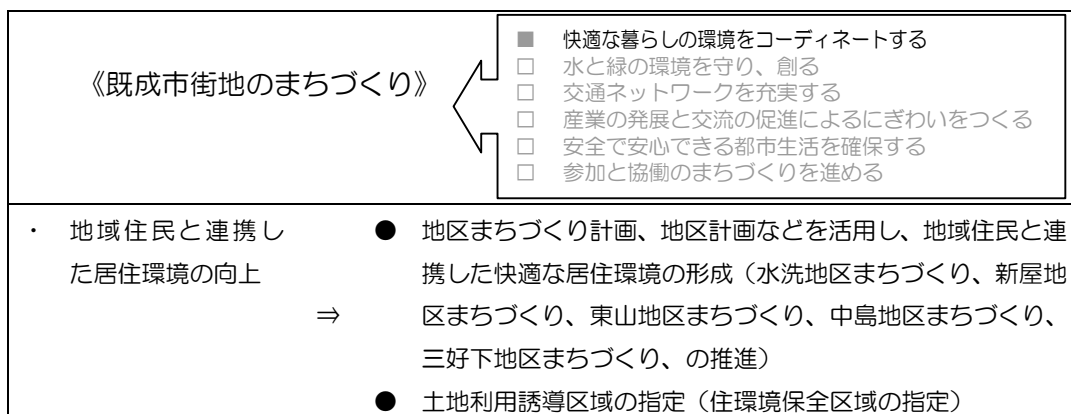 《既成市街地のまちづくり》
■ 快適な暮らしの環境をコーディネートする
□ 水と緑の環境を守り、創る
□ 交通ネットワークを充実する
□ 産業の発展と交流の促進によるにぎわいをつくる
□ 安全で安心できる都市生活を確保する
□ 参加と協働のまちづくりを進める
・ 地域住民と連携し
た居住環境の向上
⇒
● 地区まちづくり計画、地区計画などを活用し、地域住民と連
携した快適な居住環境の形成（水洗地区まちづくり、新屋地
区まちづくり、東山地区まちづくり、中島地区まちづくり、
三好下地区まちづくり、の推進）
● 土地利用誘導区域の指定（住環境保全区域の指定）